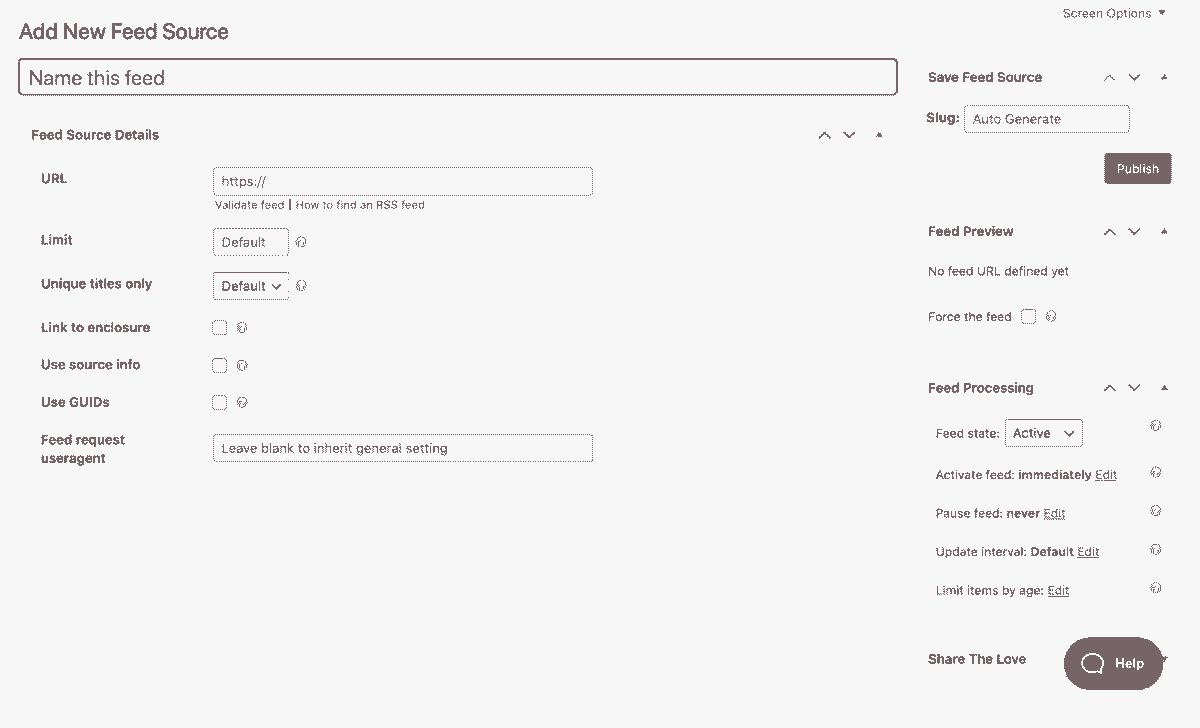 Screen Options
Add New Feed Source
Name this feed
Feed Source Details
URL
https://
Validate feed | How to find an RSS feed
Limit
Default
Unique titles only
Default
Link to enclosure
Use source info
Use GUIDs
Feed request
useragent
Leave blank to inherit general setting
Save Feed Source
Slug: Auto Generate
Publish
Feed Preview
No feed URL defined yet
Force the feed
Feed Processing
Feed state: Active
Activate feed: immediately Edit
Pause feed: never Edit
Update interval: Default Edit
Limit items by age: Edit
Share The Love
Help